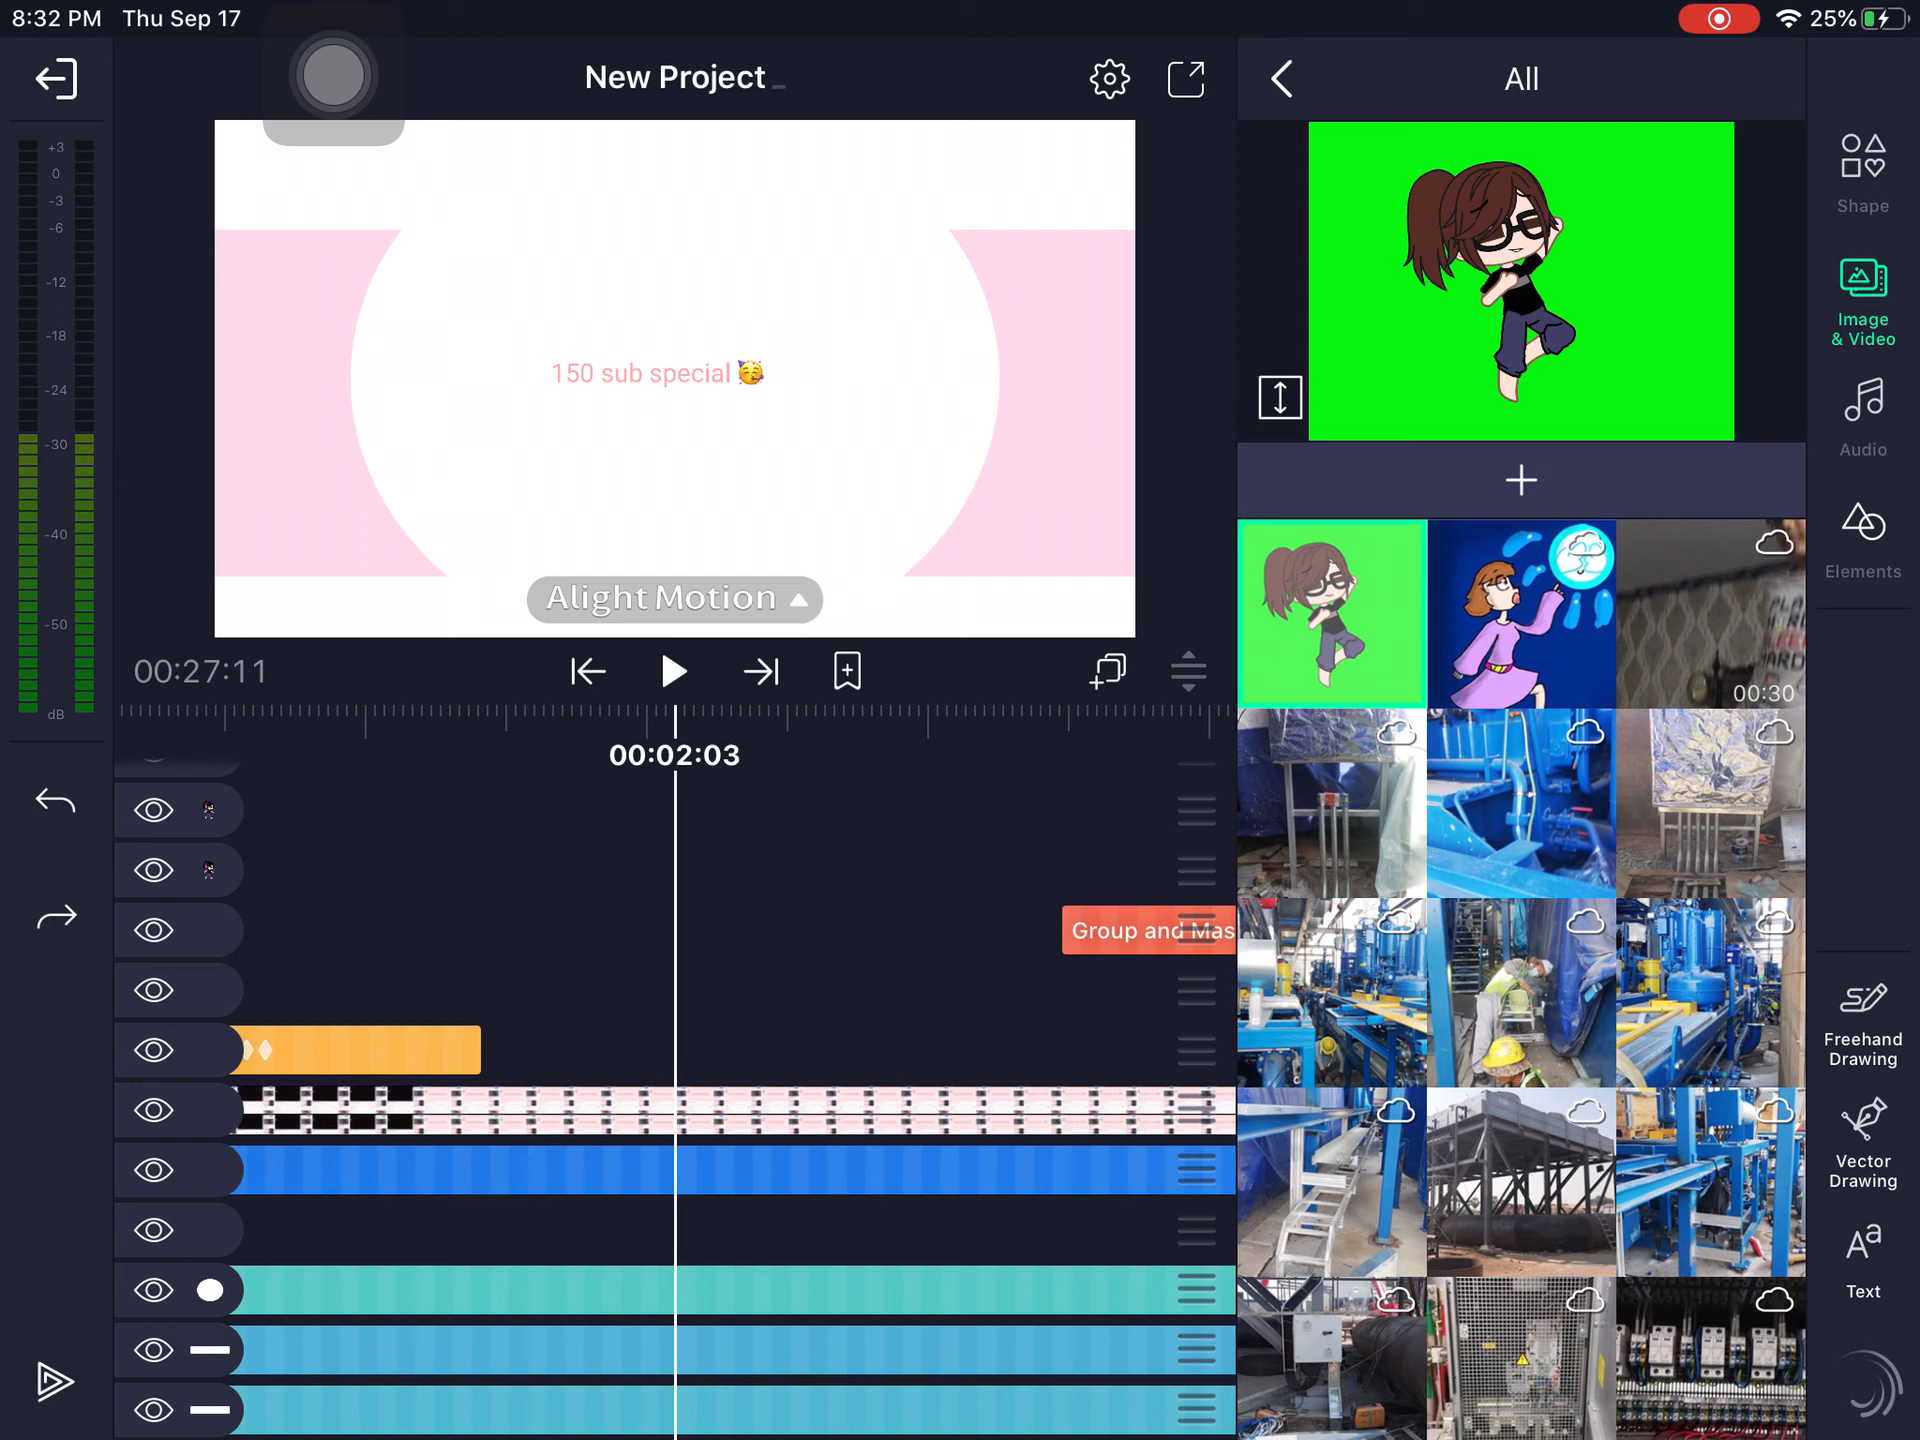 8:32 PM Thu Sep 17
25%
New Project
All
+3
0
-3
-6
-12
-18
-24
-30
-40
-50
dB
150 sub special 🥳
Alight Motion
Shape
Image
& Video
Audio
Elements
00:27:11
00:02:03
00:30
Group and Mas
Freehand
Drawing
Vector
Drawing
Aa
Text